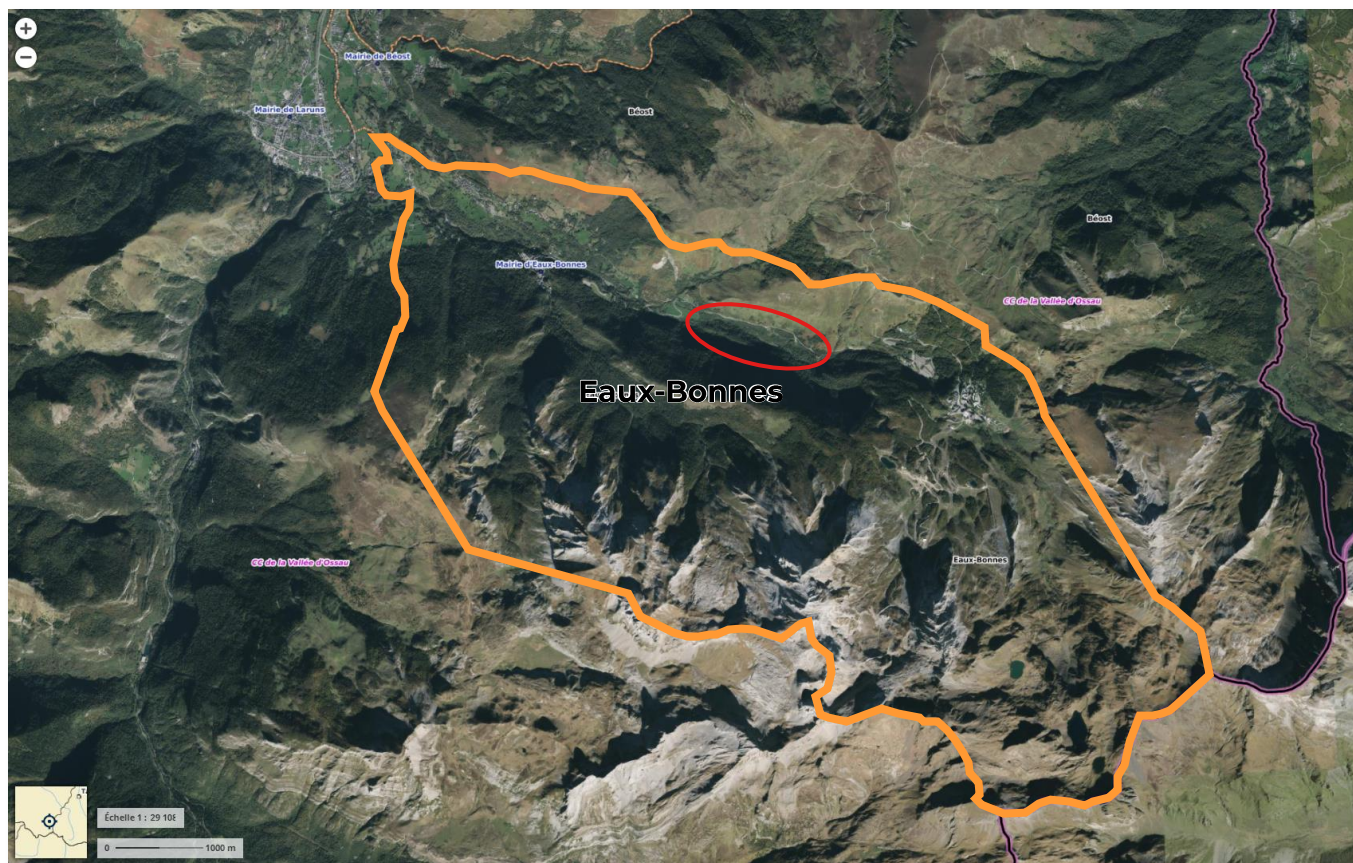 +
Mairie de Béost
−
Mairie de Laruns
Béost
Béost
Mairie d'Eaux-Bonnes
CC de la Vallée d'Ossau
Eaux-Bonnes
Eaux-Bonnes
CC de la Vallée d'Ossau
Échelle 1 : 29 108
0 1000 m